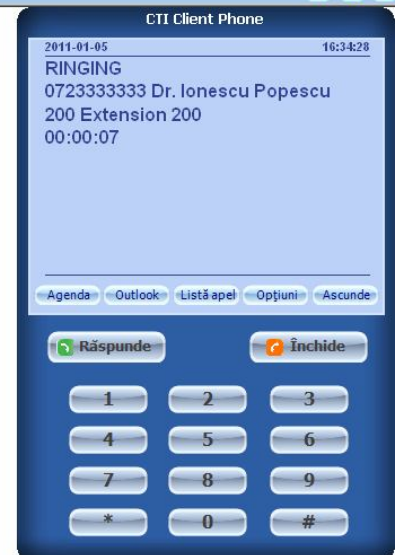 CTI Client Phone
2011-01-05 16:34:28
RINGING
0723333333 Dr. Ionescu Popescu
200 Extension 200
00:00:07
Agenda Outlook Listă apel Opţiuni Ascunde
Răspunde Închide
1 2 3
4 5 6
7 8 9
* 0 #